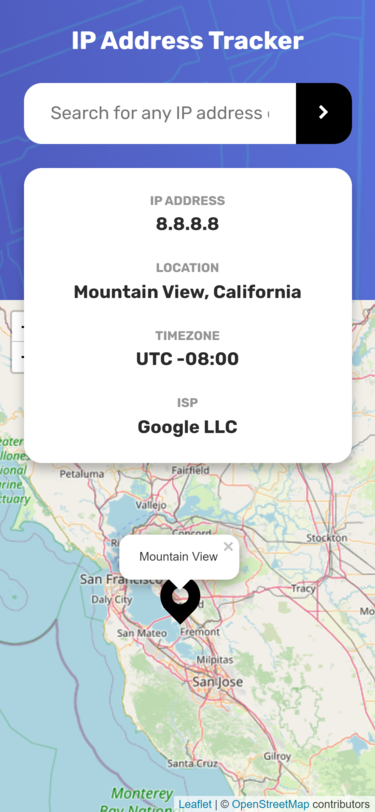 IP Address Tracker
Search for any IP address
IP ADDRESS
8.8.8.8
LOCATION
Mountain View, California
TIMEZONE
UTC -08:00
ISP
Google LLC
Petaluma
Fairfield
Vallejo
Concord
Stockton
Mountain View
×
San Francisco
Daly City
Tracy
San Mateo
Fremont
Milpitas
San Jose
Gilroy
Santa Cruz
Monterey
Leaflet | © OpenStreetMap contributors